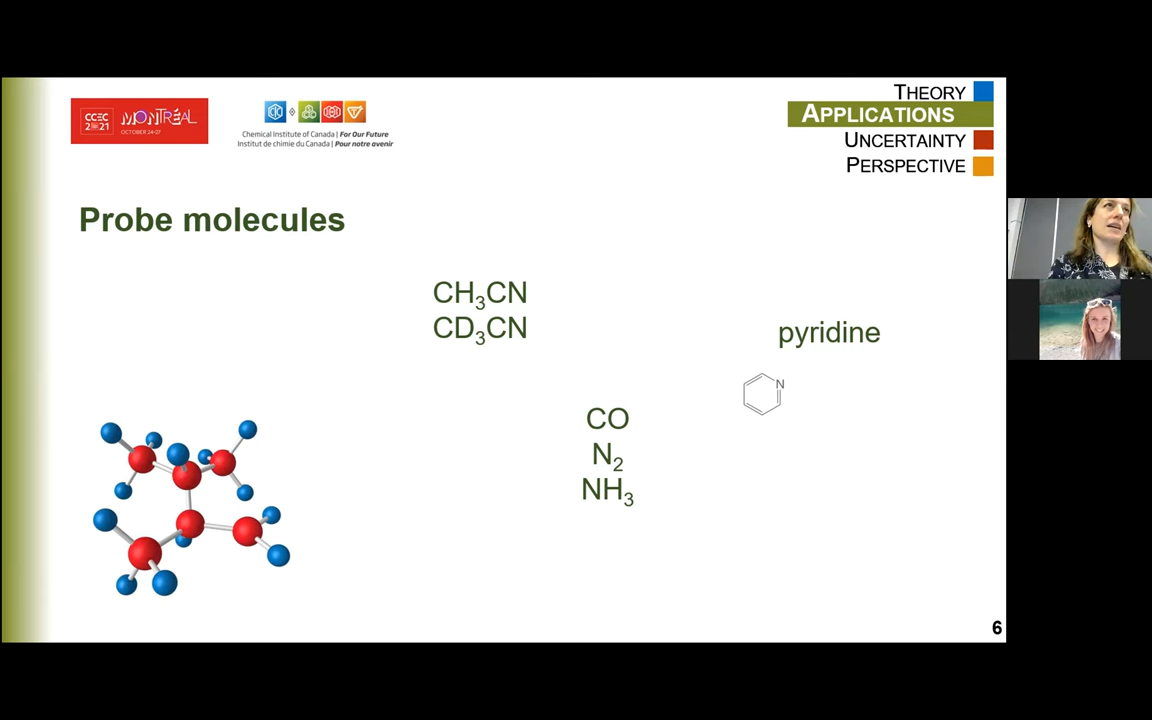 CCEC
2021
MONTRÉAL
OCTOBER 24-27
Chemical Institute of Canada | For Our Future
Institut de chimie du Canada | Pour notre avenir
THEORY
APPLICATIONS
UNCERTAINTY
PERSPECTIVE
Probe molecules
CH₃CN
CD₃CN
pyridine
N
CO
N₂
NH₃
6